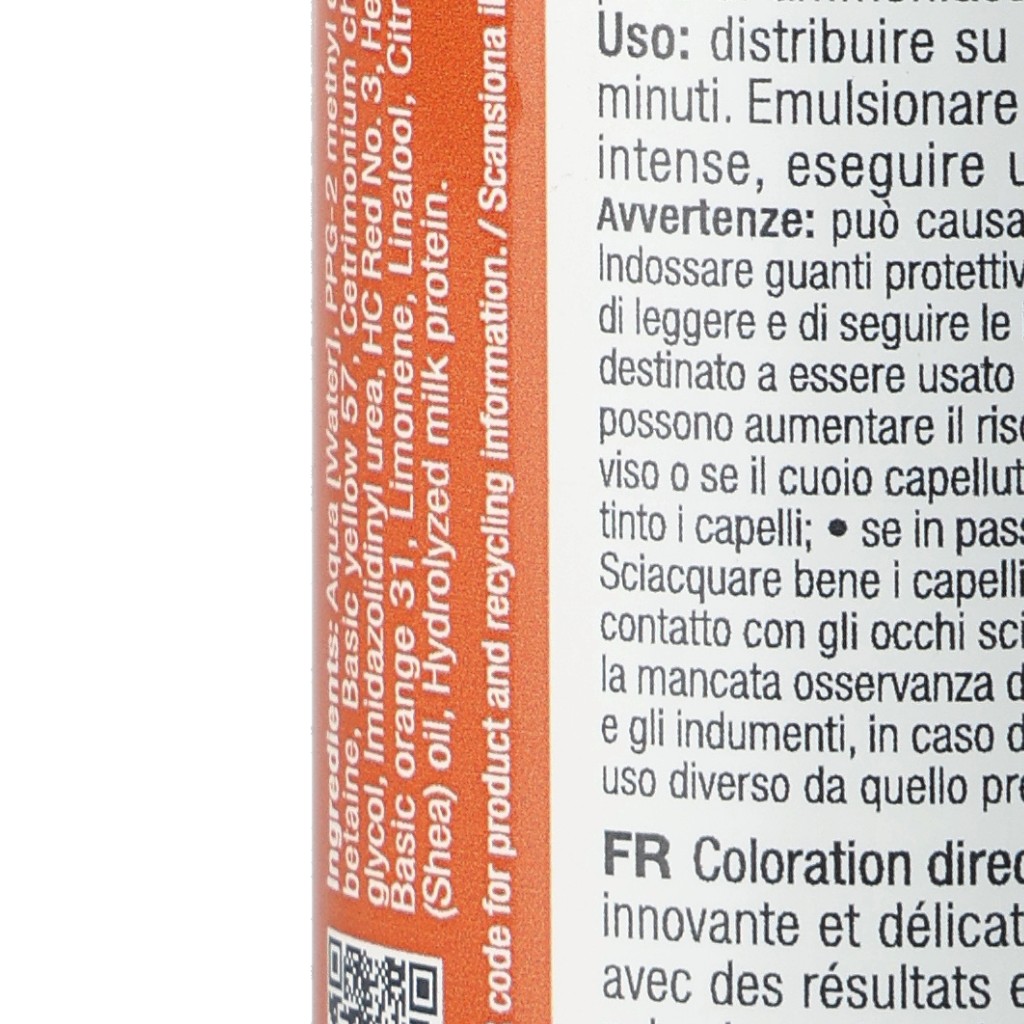 Ingredients: Aqua [Water], PPG-2 methyl
betaine, Basic yellow 57, Cetrimonium
glycol, Imidazolidinyl urea, HC Red No. 3,
Basic orange 31, Limonene, Linalool,
(Shea) oil, Hydrolyzed milk protein.
code for product and recycling information. / Scansiona
Uso: distribuire su
minuti. Emulsionare
intense, eseguire
Avvertenze: può causa
Indossare guanti protettiv
di leggere e di seguire le
destinato a essere usato
possono aumentare il ris
viso o se il cuoio capellut
tinto i capelli; • se in pass
Sciacquare bene i capelli
contatto con gli occhi sci
la mancata osservanza d
e gli indumenti, in caso d
uso diverso da quello pre
FR Coloration direc
innovante et délicat
avec des résultats e